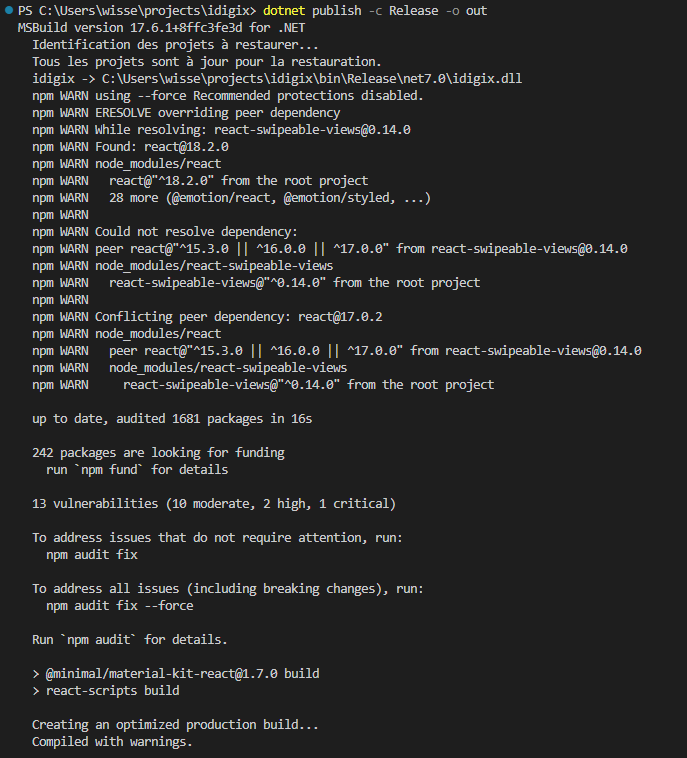 PS C:\Users\wisse\projects\idigix> dotnet publish -c Release -o out
MSBuild version 17.6.1+8ffc3fe3d for .NET
Identification des projets à restaurer...
Tous les projets sont à jour pour la restauration.
idigix -> C:\Users\wisse\projects\idigix\bin\Release\net7.0\idigix.dll
npm WARN using --force Recommended protections disabled.
npm WARN ERESOLVE overriding peer dependency
npm WARN While resolving: react-swipeable-views@0.14.0
npm WARN Found: react@18.2.0
npm WARN node_modules/react
npm WARN   react@"^18.2.0" from the root project
npm WARN   28 more (@emotion/react, @emotion/styled, ...)
npm WARN
npm WARN Could not resolve dependency:
npm WARN peer react@"^15.3.0 || ^16.0.0 || ^17.0.0" from react-swipeable-views@0.14.0
npm WARN node_modules/react-swipeable-views
npm WARN   react-swipeable-views@"^0.14.0" from the root project
npm WARN
npm WARN Conflicting peer dependency: react@17.0.2
npm WARN node_modules/react
npm WARN   peer react@"^15.3.0 || ^16.0.0 || ^17.0.0" from react-swipeable-views@0.14.0
npm WARN   node_modules/react-swipeable-views
npm WARN     react-swipeable-views@"^0.14.0" from the root project
up to date, audited 1681 packages in 16s
242 packages are looking for funding
run `npm fund` for details
13 vulnerabilities (10 moderate, 2 high, 1 critical)
To address issues that do not require attention, run:
npm audit fix
To address all issues (including breaking changes), run:
npm audit fix --force
Run `npm audit` for details.
> @minimal/material-kit-react@1.7.0 build
> react-scripts build
Creating an optimized production build...
Compiled with warnings.